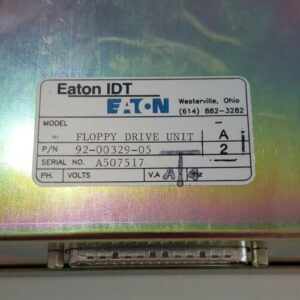 Eaton IDT
EATON
Westerville, Ohio
(614) 882-3282
MODEL
FLOPPY DRIVE UNIT A
P/N 92-00329-05 2
SERIAL NO. A507517
PH. VOLTS V.A.